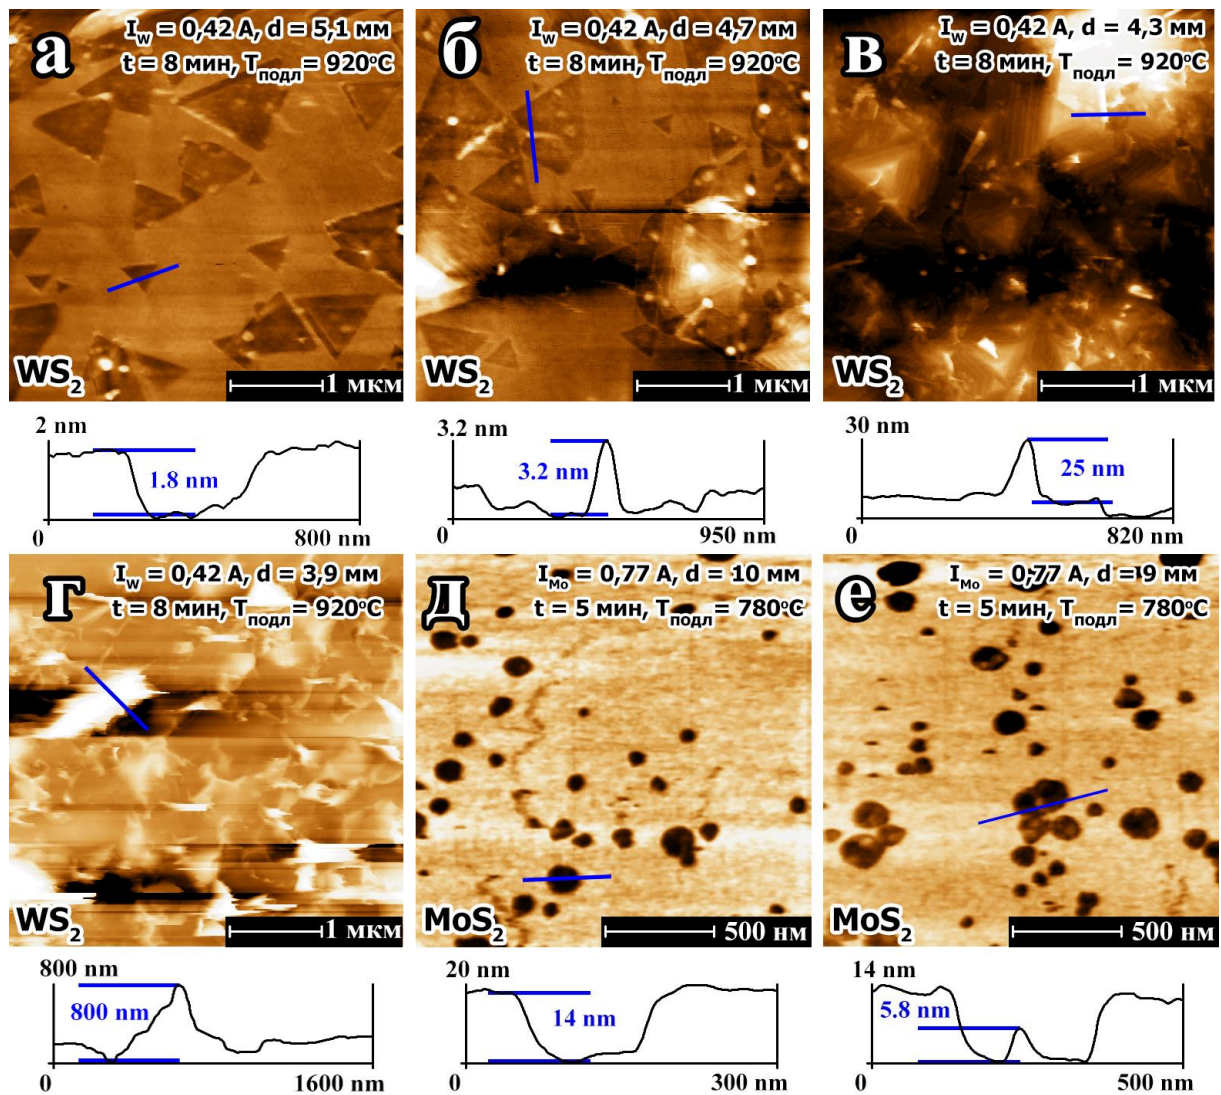 а
I_W = 0,42 А, d = 5,1 мм
t = 8 мин, T_подл = 920°C
WS₂
1 мкм
б
I_W = 0,42 А, d = 4,7 мм
t = 8 мин, T_подл = 920°C
WS₂
1 мкм
в
I_W = 0,42 А, d = 4,3 мм
t = 8 мин, T_подл = 920°C
WS₂
1 мкм
2 nm
1.8 nm
0
800 nm
3.2 nm
3.2 nm
0
950 nm
30 nm
25 nm
0
820 nm
г
I_W = 0,42 А, d = 3,9 мм
t = 8 мин, T_подл = 920°C
WS₂
1 мкм
д
I_Mo = 0,77 А, d = 10 мм
t = 5 мин, T_подл = 780°C
MoS₂
500 нм
е
I_Mo = 0,77 А, d = 9 мм
t = 5 мин, T_подл = 780°C
MoS₂
500 нм
800 nm
800 nm
0
1600 nm
20 nm
14 nm
0
300 nm
14 nm
5.8 nm
0
500 nm